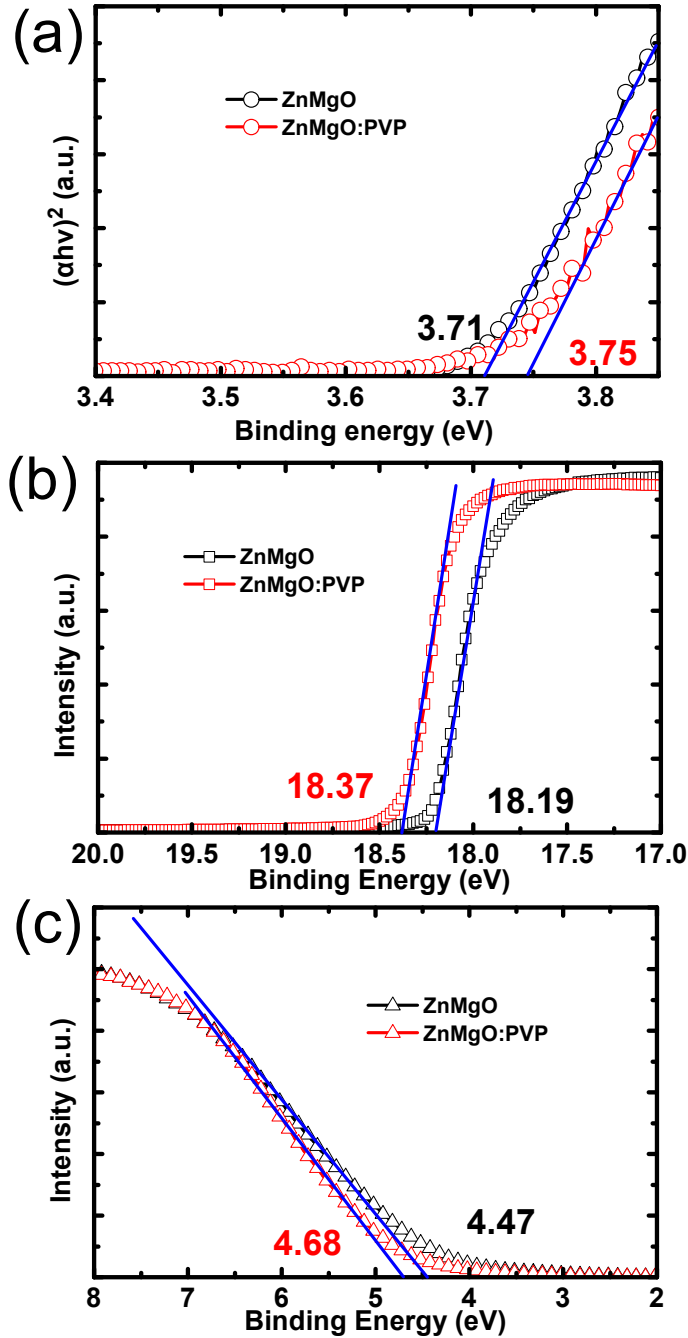 (a)
ZnMgO
ZnMgO:PVP
(αhν)² (a.u.)
3.71
3.75
3.4 3.5 3.6 3.7 3.8
Binding energy (eV)
(b)
ZnMgO
ZnMgO:PVP
Intensity (a.u.)
18.37
18.19
20.0 19.5 19.0 18.5 18.0 17.5 17.0
Binding Energy (eV)
(c)
ZnMgO
ZnMgO:PVP
Intensity (a.u.)
4.68
4.47
8 7 6 5 4 3 2
Binding Energy (eV)